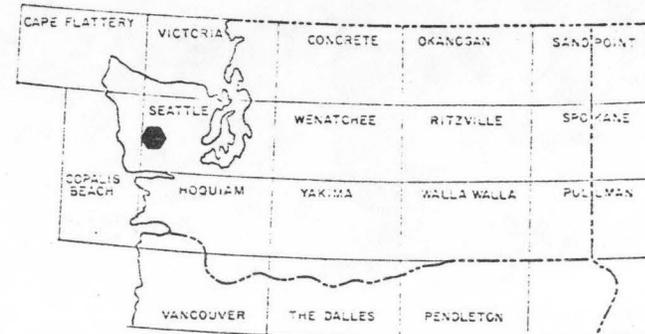 CAPE FLATTERY
VICTORIA
CONCRETE
OKANOGAN
SANDPOINT
SEATTLE
WENATCHEE
RITZVILLE
SPOKANE
COPALIS
BEACH
HOQUIAM
YAKIMA
WALLA WALLA
PULLMAN
VANCOUVER
THE DALLES
PENDLETON